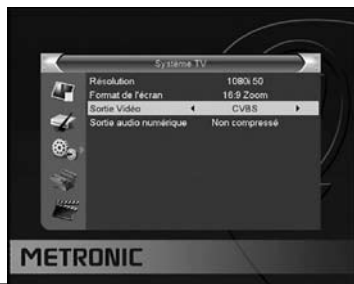 Système TV
Résolution 1080i 50
Format de l'écran 16:9 Zoom
Sortie Vidéo CVBS
Sortie audio numérique Non compressé
METRONIC